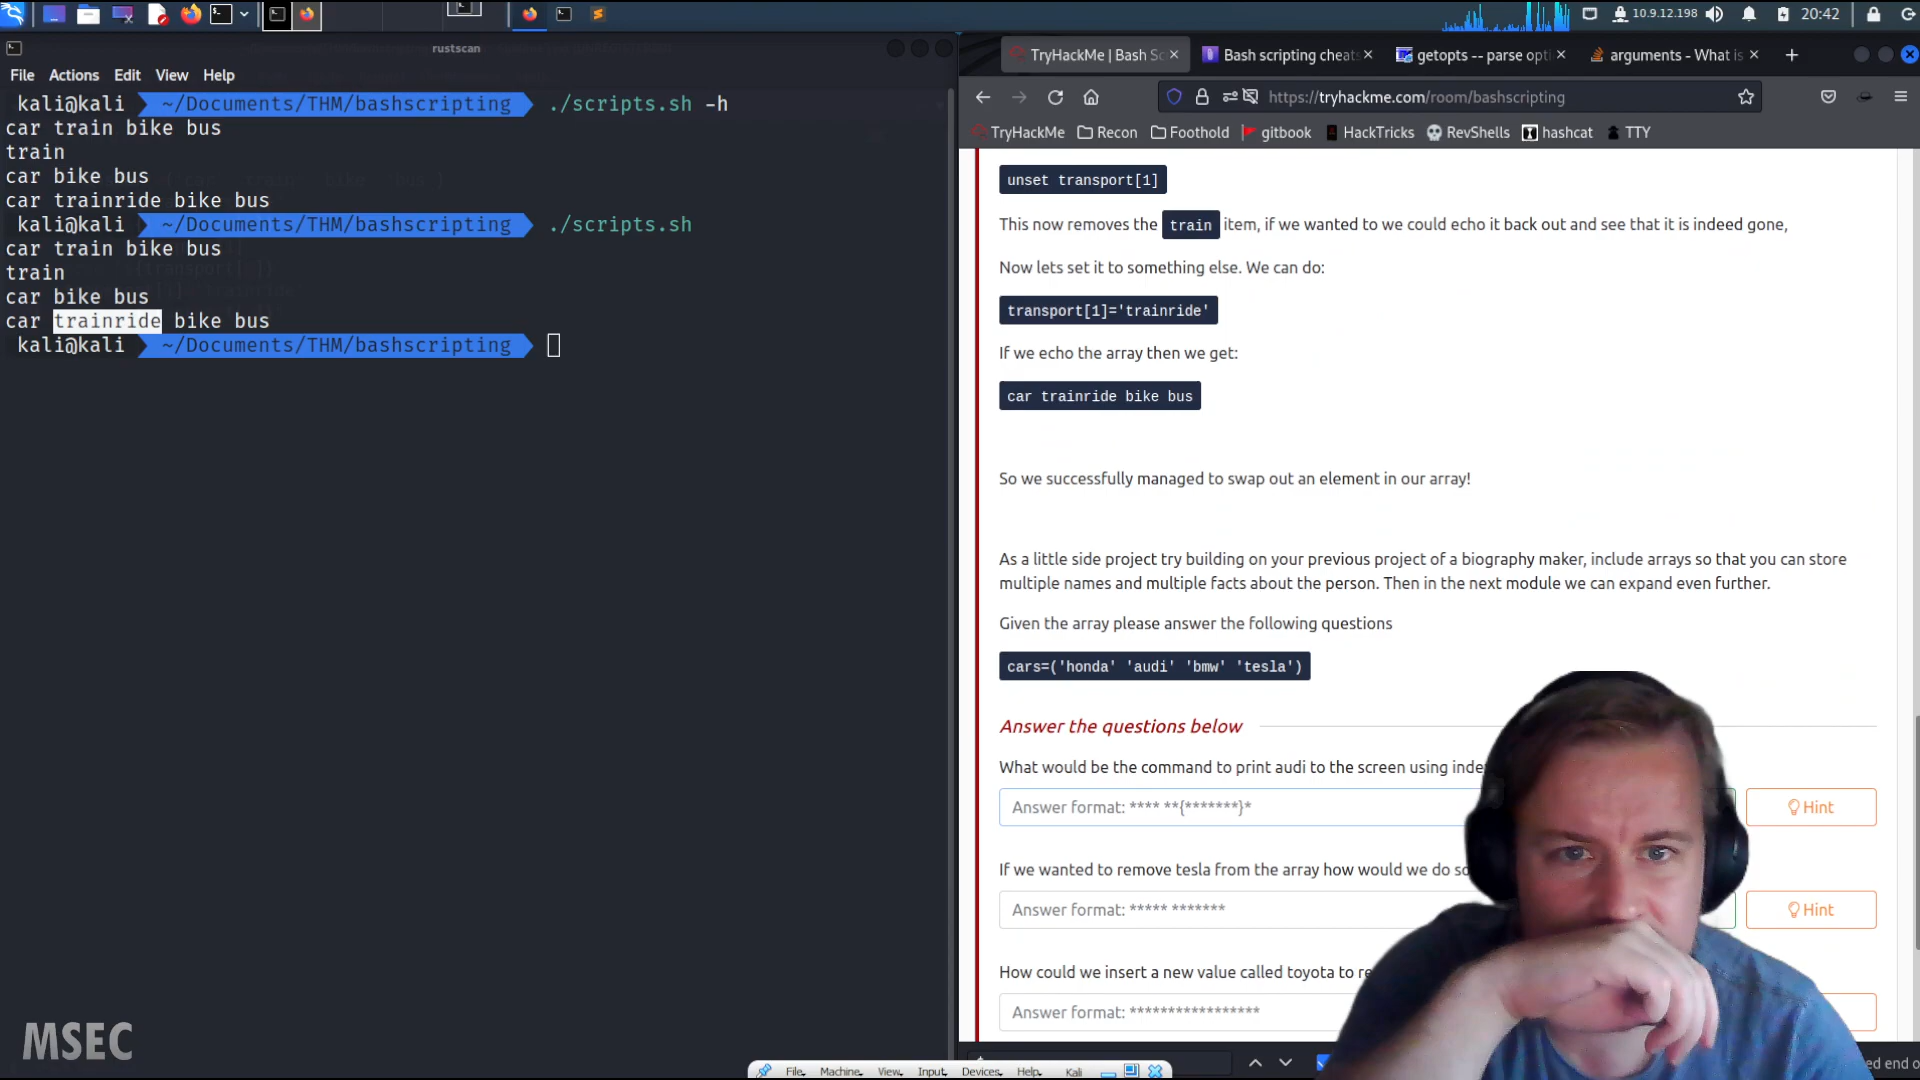 10.9.12.198
20:42
rustscan
File Actions Edit View Help
kali@kali ~/Documents/THM/bashscripting ./scripts.sh -h
car train bike bus
train
car bike bus
car trainride bike bus
kali@kali ~/Documents/THM/bashscripting ./scripts.sh
car train bike bus
train
car bike bus
car trainride bike bus
kali@kali ~/Documents/THM/bashscripting
MSEC
TryHackMe | Bash Sc
Bash scripting cheats
getopts -- parse opti
arguments - What is
https://tryhackme.com/room/bashscripting
TryHackMe Recon Foothold gitbook HackTricks RevShells hashcat TTY
unset transport[1]
This now removes the train item, if we wanted to we could echo it back out and see that it is indeed gone,
Now lets set it to something else. We can do:
transport[1]='trainride'
If we echo the array then we get:
car trainride bike bus
So we successfully managed to swap out an element in our array!
As a little side project try building on your previous project of a biography maker, include arrays so that you can store
multiple names and multiple facts about the person. Then in the next module we can expand even further.
Given the array please answer the following questions
cars=('honda' 'audi' 'bmw' 'tesla')
Answer the questions below
What would be the command to print audi to the screen using inde
Answer format: **** **{*******}*
Hint
If we wanted to remove tesla from the array how would we do so
Answer format: ***** *******
Hint
How could we insert a new value called toyota to re
Answer format: *****************
ed end o
File Machine View Input Devices Help Kali